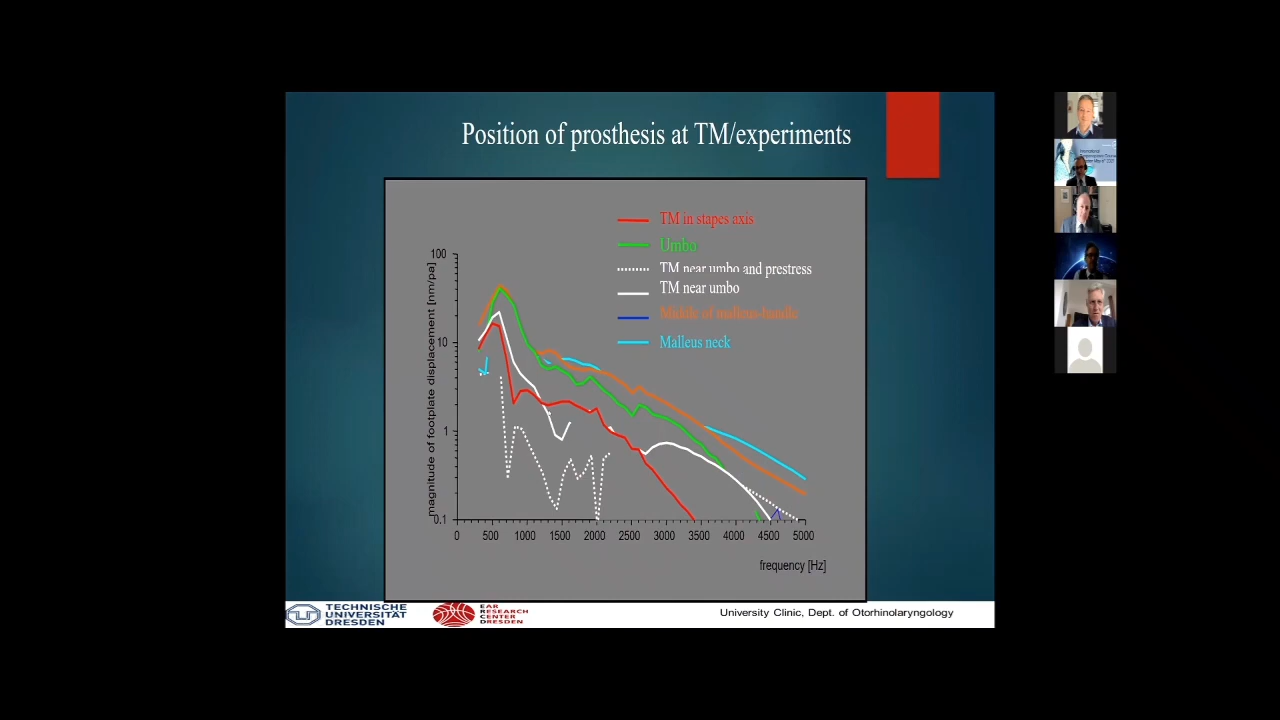 Position of prosthesis at TM/experiments
TM in stapes axis
Umbo
TM near umbo and prestress
TM near umbo
Middle of malleus-handle
Malleus neck
magnitude of footplate displacement [nm/pa]
100
10
1
0.1
0 500 1000 1500 2000 2500 3000 3500 4000 4500 5000
frequency [Hz]
TECHNISCHE
UNIVERSITÄT
DRESDEN
EAR
RESEARCH
CENTER
DRESDEN
University Clinic, Dept. of Otorhinolaryngology
International